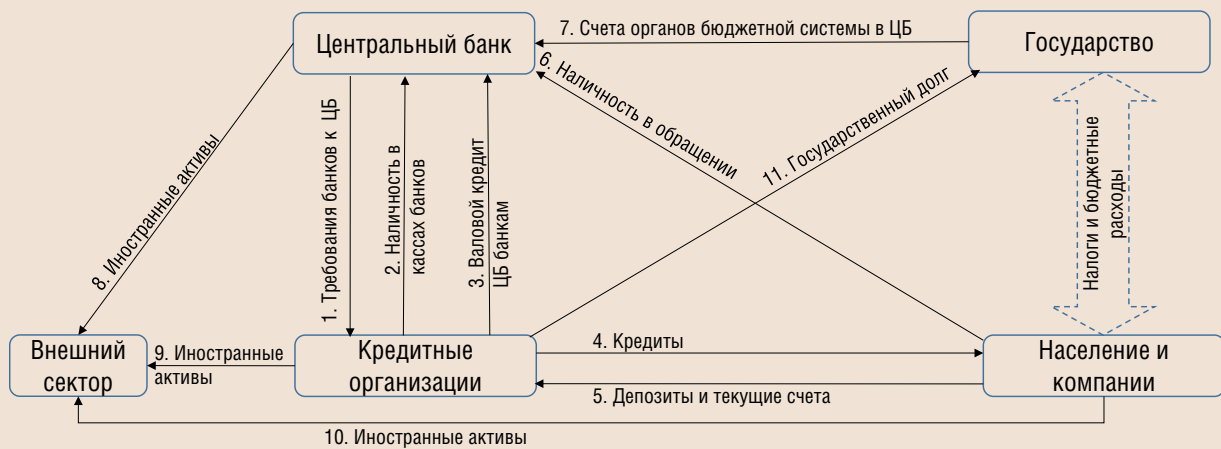 7. Счета органов бюджетной системы в ЦБ
Центральный банк
Государство
6. Наличность в обращении
11. Государственный долг
8. Иностранные активы
1. Требования банков к ЦБ
2. Наличность в
кассах банков
3. Валовой кредит
ЦБ банкам
Налоги и бюджетные
расходы
Внешний
сектор
9. Иностранные
активы
Кредитные
организации
4. Кредиты
5. Депозиты и текущие счета
Население и
компании
10. Иностранные активы